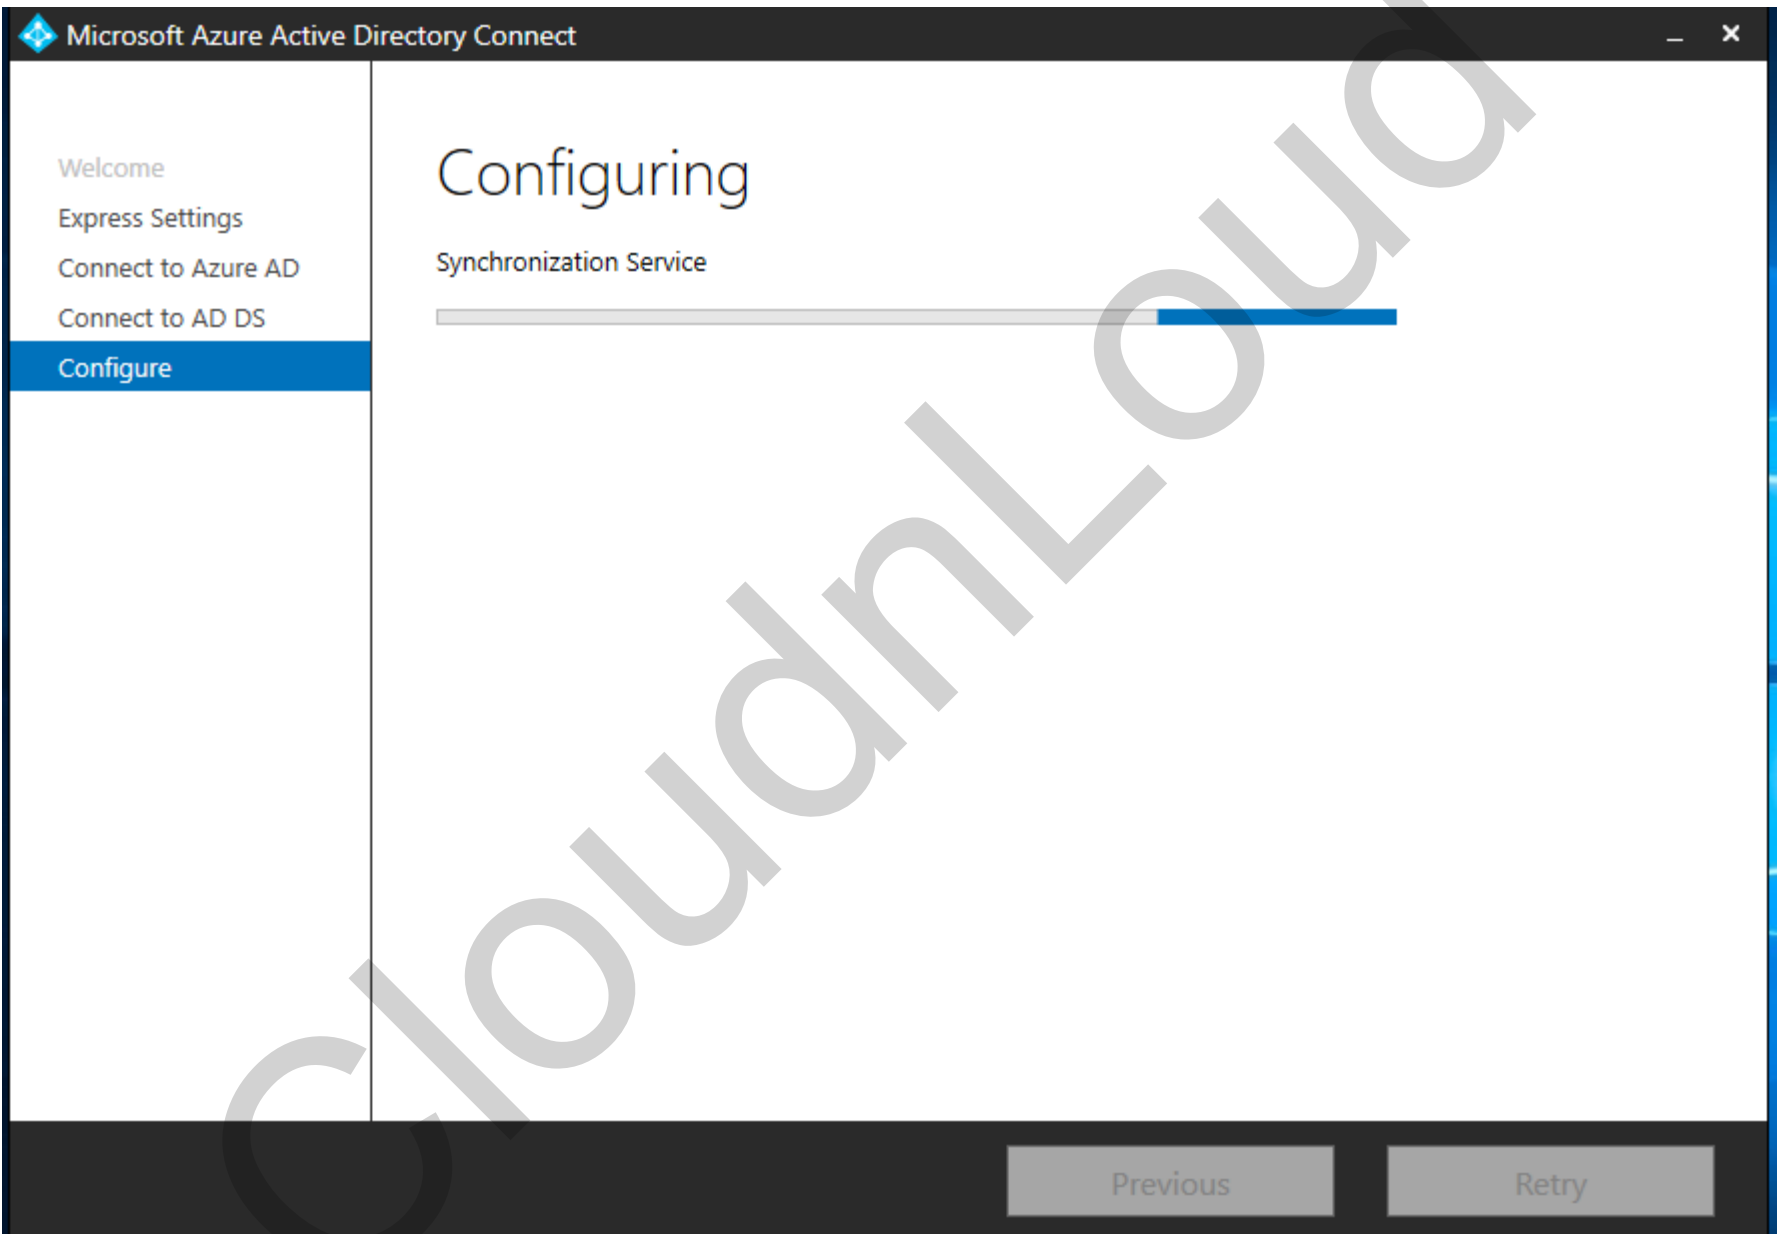 Microsoft Azure Active Directory Connect
Welcome
Express Settings
Connect to Azure AD
Connect to AD DS
Configure
Configuring
Synchronization Service
CloudnLoud
Previous
Retry